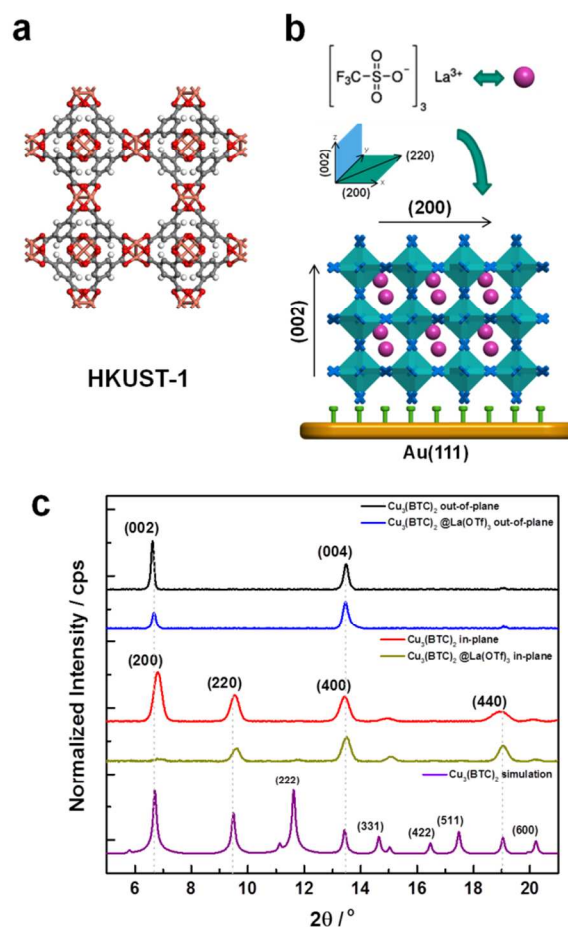 a
HKUST-1
b
F₃C-S-O⁻
O
O
3
La³⁺
(002)
z
y
x
(220)
(200)
(200)
(002)
Au(111)
c
Normalized Intensity / cps
Cu₃(BTC)₂ out-of-plane
Cu₃(BTC)₂ @La(OTf)₃ out-of-plane
(002)
(004)
Cu₃(BTC)₂ in-plane
Cu₃(BTC)₂ @La(OTf)₃ in-plane
(200)
(220)
(400)
(440)
Cu₃(BTC)₂ simulation
(222)
(331)
(422)
(511)
(600)
6 8 10 12 14 16 18 20
2θ / °